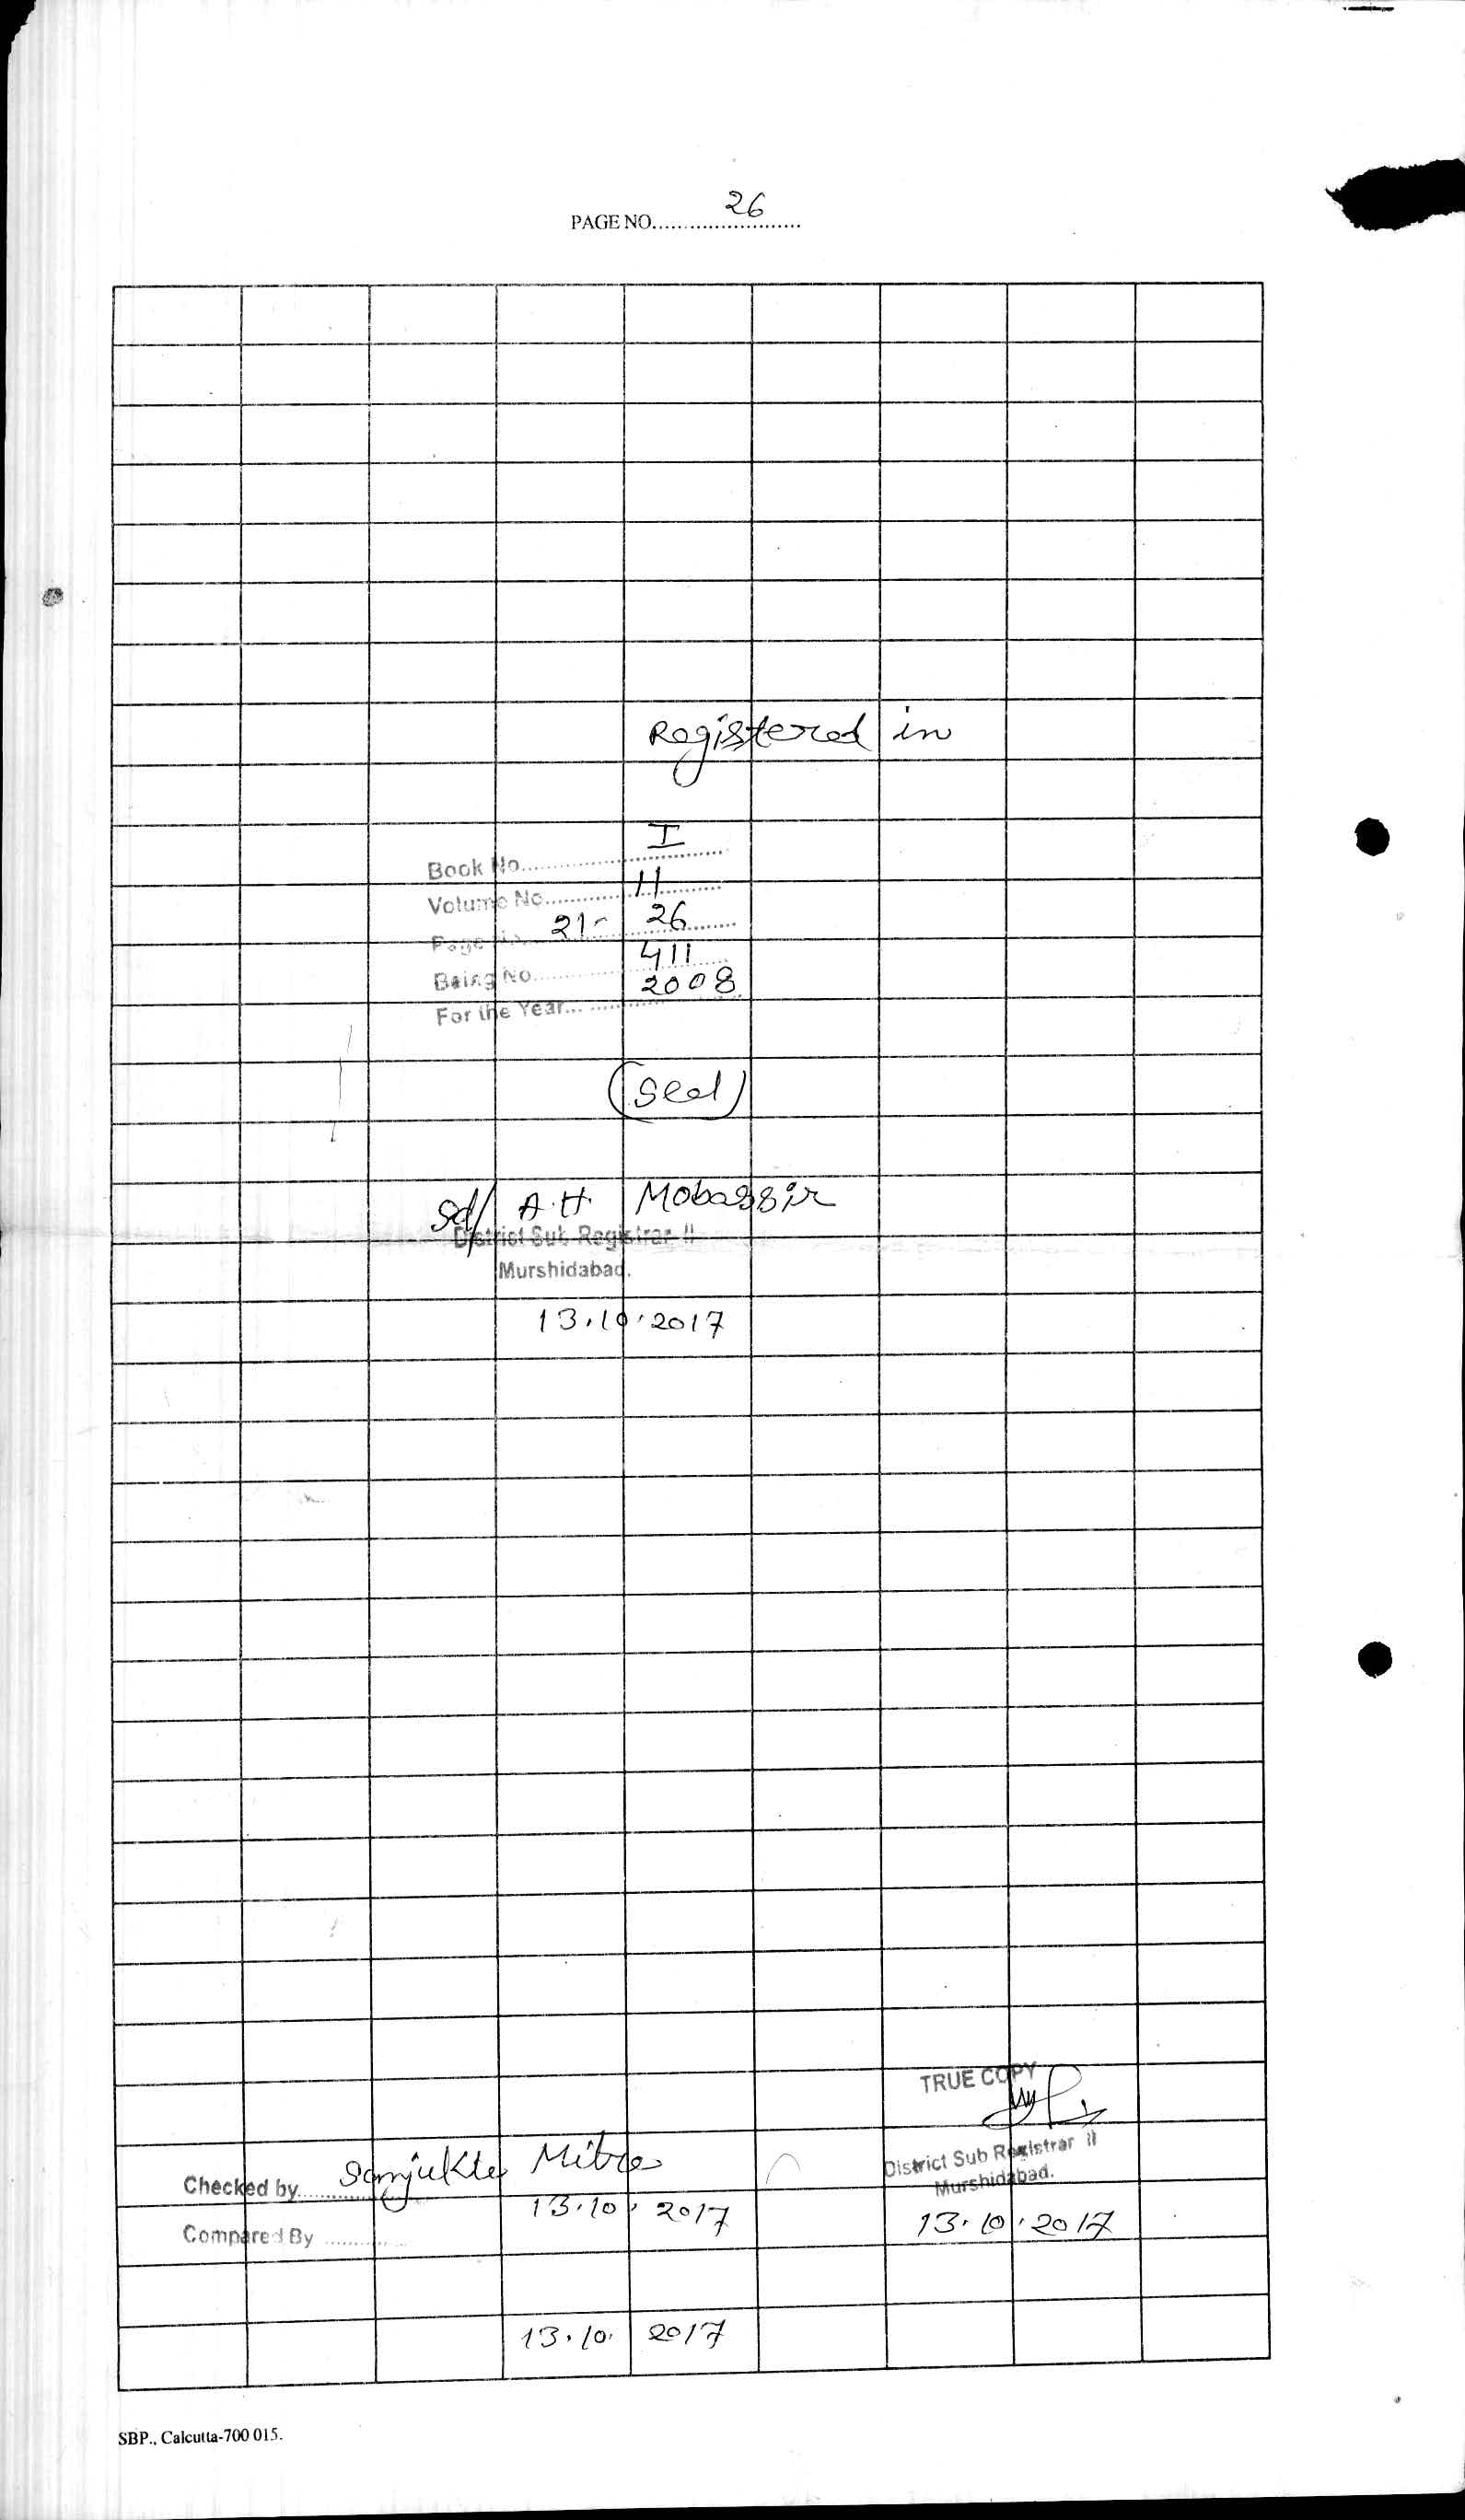 PAGE NO. 26
Registered in
Book No. I
Volume No. 11
Page No. 21- 26
Being No. 411
For the Year 2008
(Seal)
Sd/ A.H. Mobassir
District Sub Registrar II
Murshidabad.
13.10.2017
TRUE COPY
District Sub Registrar II
Murshidabad.
13.10.2017
Checked by Sanjukta Mitra
13.10.2017
Compared By
13.10.2017
SBP., Calcutta-700 015.